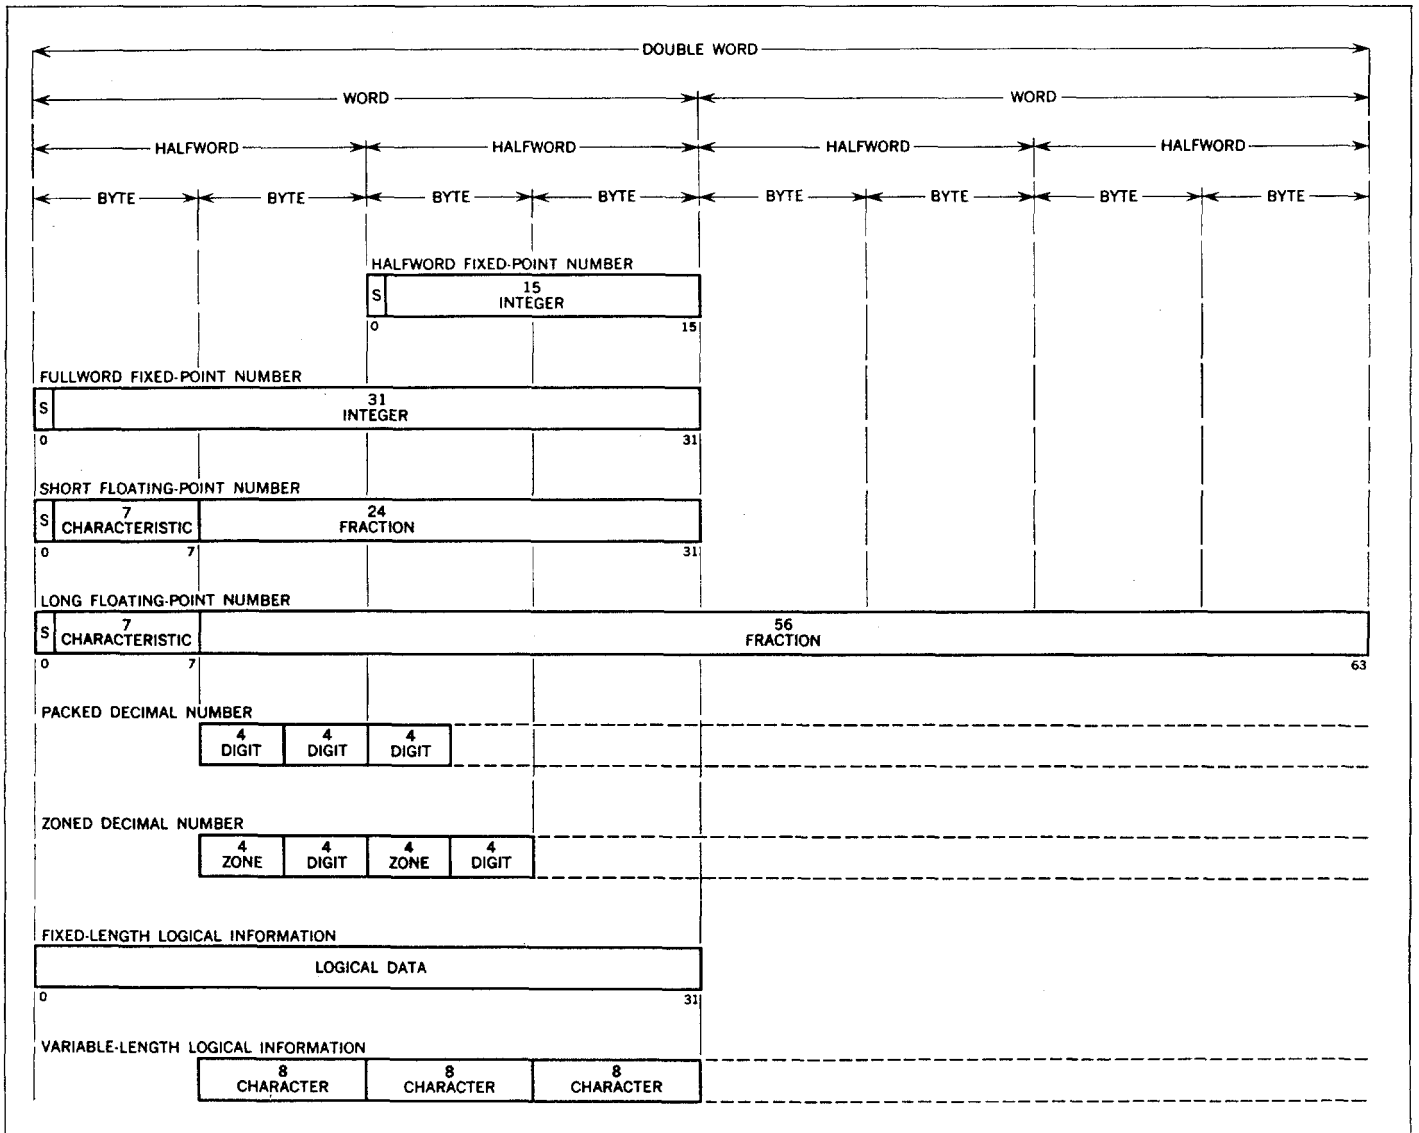 DOUBLE WORD
WORD WORD
HALFWORD HALFWORD HALFWORD HALFWORD
BYTE BYTE BYTE BYTE BYTE BYTE BYTE BYTE
HALFWORD FIXED-POINT NUMBER
S 15 INTEGER
0 15
FULLWORD FIXED-POINT NUMBER
S 31 INTEGER
0 31
SHORT FLOATING-POINT NUMBER
S 7 CHARACTERISTIC 24 FRACTION
0 7 31
LONG FLOATING-POINT NUMBER
S 7 CHARACTERISTIC 56 FRACTION
0 7 63
PACKED DECIMAL NUMBER
4 DIGIT 4 DIGIT 4 DIGIT
ZONED DECIMAL NUMBER
4 ZONE 4 DIGIT 4 ZONE 4 DIGIT
FIXED-LENGTH LOGICAL INFORMATION
LOGICAL DATA
0 31
VARIABLE-LENGTH LOGICAL INFORMATION
8 CHARACTER 8 CHARACTER 8 CHARACTER